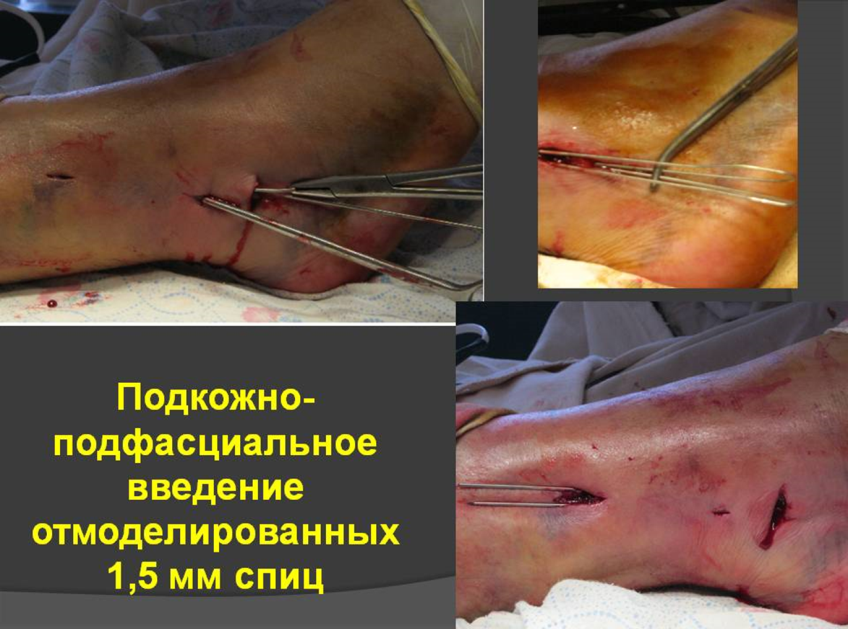 Подкожно-
подфасциальное
введение
отмоделированных
1,5 мм спиц